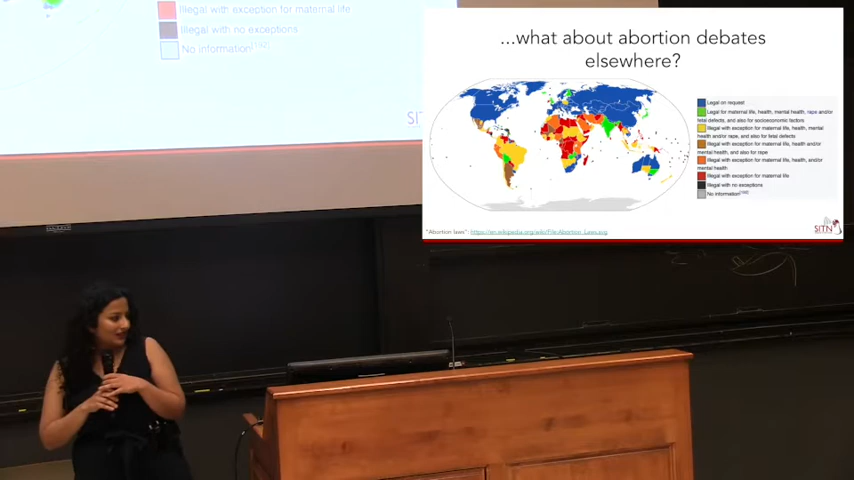 Illegal with exception for maternal life
Illegal with no exceptions
No information[132]
SIT
...what about abortion debates
elsewhere?
Legal on request
Legal for maternal life, health, mental health, rape and/or
fetal defects, and also for socioeconomic factors
Illegal with exception for maternal life, health, mental
health and/or rape, and also for fetal defects
Illegal with exception for maternal life, health and/or
mental health, and also for rape
Illegal with exception for maternal life, health, and/or
mental health
Illegal with exception for maternal life
Illegal with no exceptions
No information[132]
"Abortion laws": https://en.wikipedia.org/wiki/File:Abortion_Laws.svg
SITN